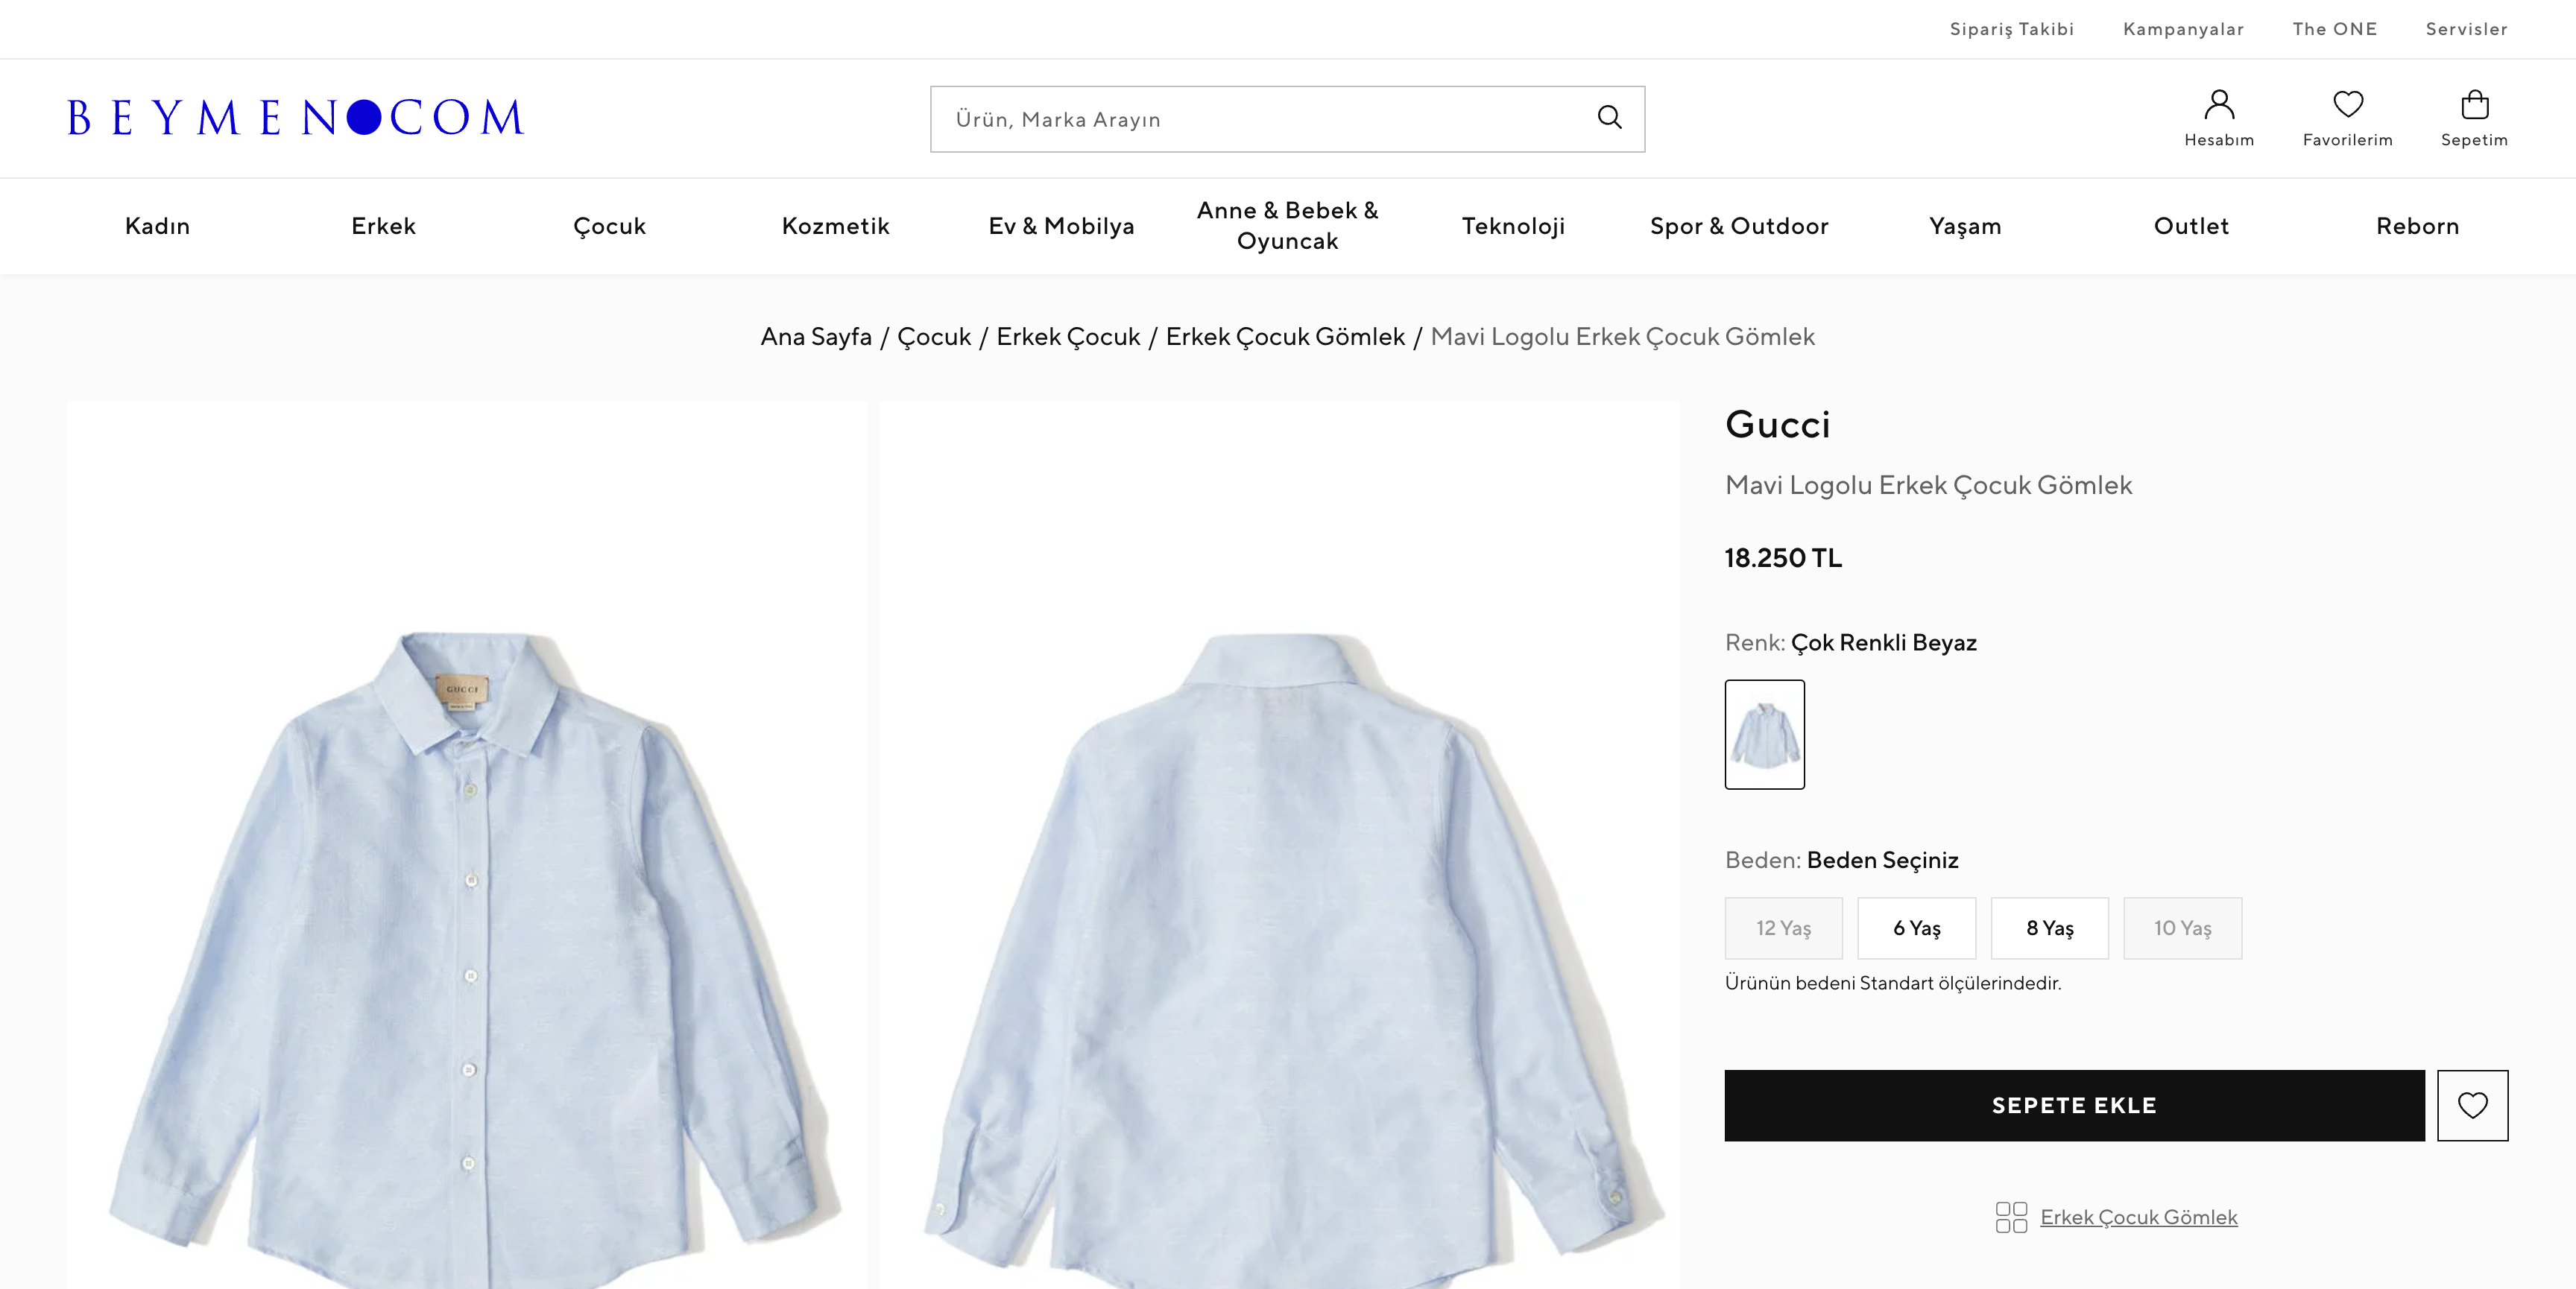 Sipariş Takibi Kampanyalar The ONE Servisler
BEYMEN COM
Ürün, Marka Arayın
Hesabım Favorilerim Sepetim
Kadın Erkek Çocuk Kozmetik Ev & Mobilya Anne & Bebek & Oyuncak Teknoloji Spor & Outdoor Yaşam Outlet Reborn
Ana Sayfa / Çocuk / Erkek Çocuk / Erkek Çocuk Gömlek / Mavi Logolu Erkek Çocuk Gömlek
GUCCI
Gucci
Mavi Logolu Erkek Çocuk Gömlek
18.250 TL
Renk: Çok Renkli Beyaz
Beden: Beden Seçiniz
12 Yaş 6 Yaş 8 Yaş 10 Yaş
Ürünün bedeni Standart ölçülerindedir.
SEPETE EKLE
Erkek Çocuk Gömlek